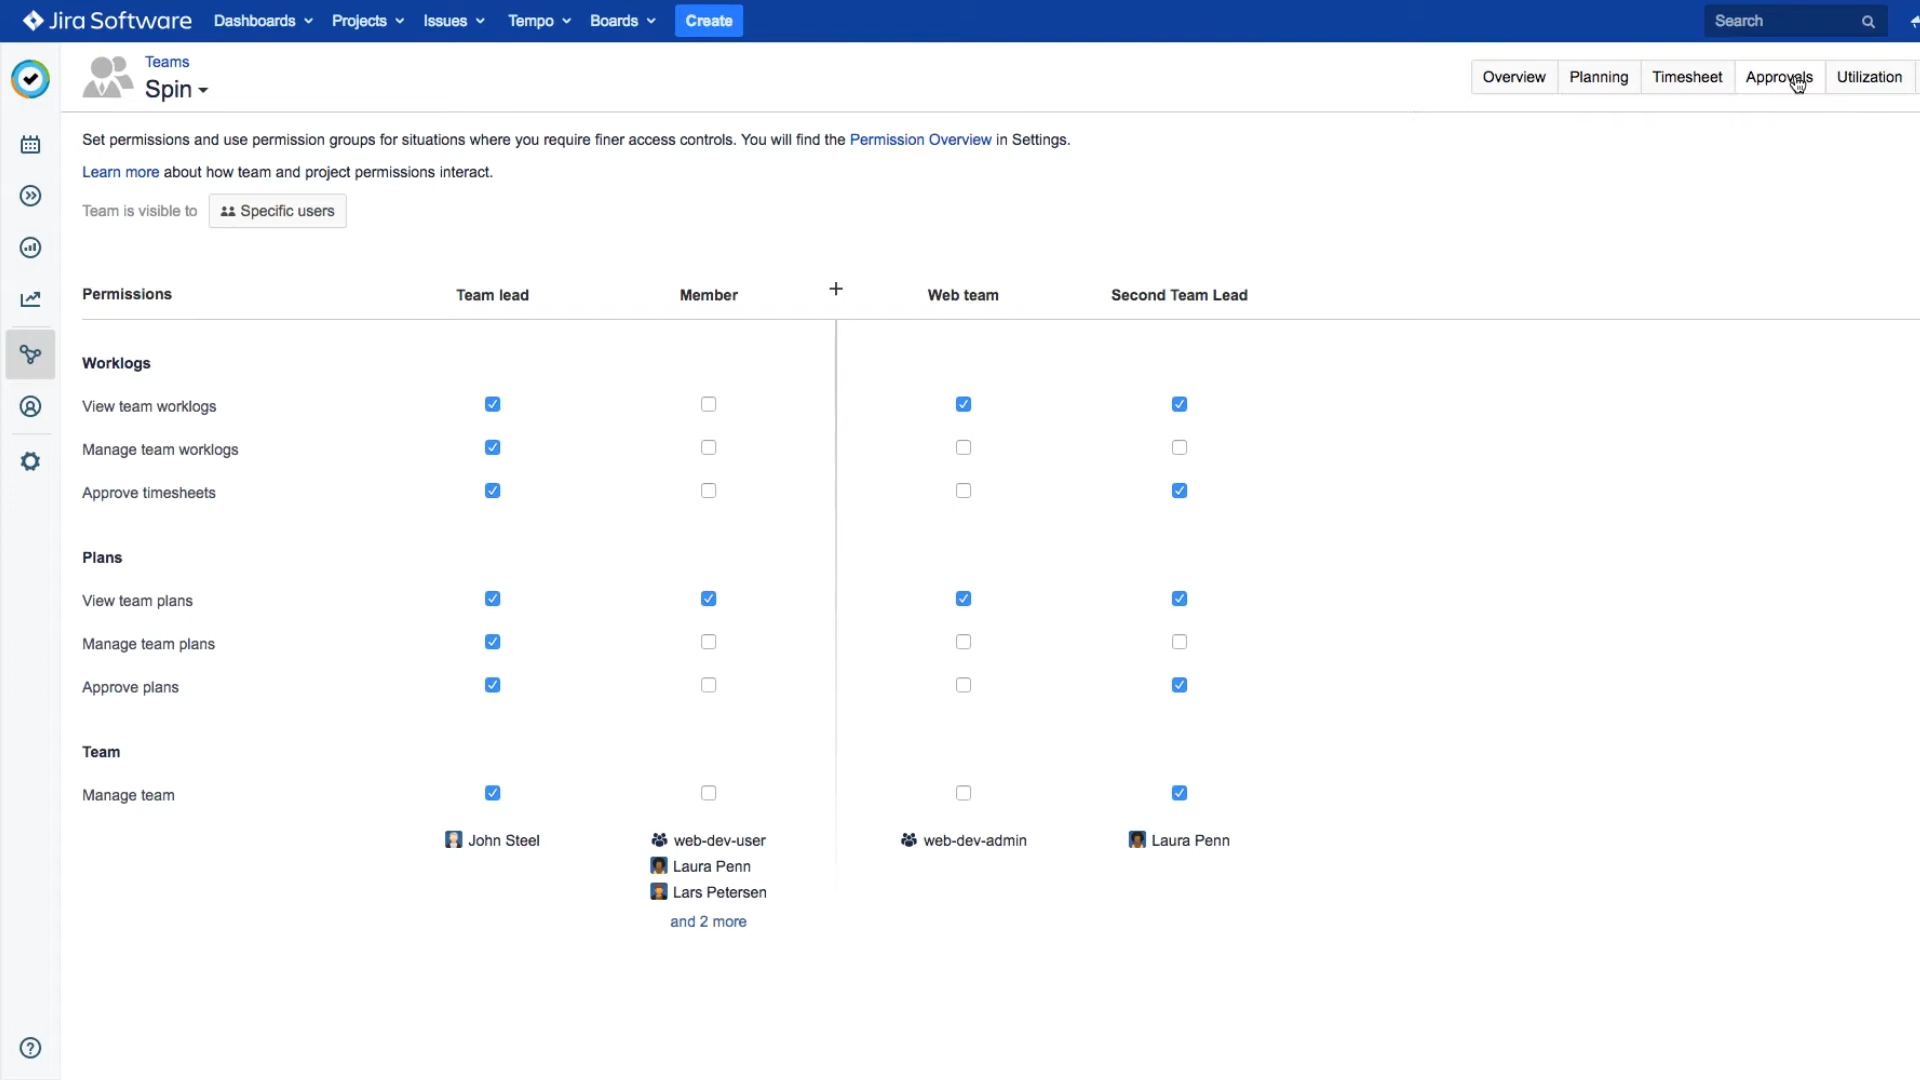 Jira Software Dashboards Projects Issues Tempo Boards Create Search
Teams
Spin
Overview Planning Timesheet Approvals Utilization
Set permissions and use permission groups for situations where you require finer access controls. You will find the Permission Overview in Settings.
Learn more about how team and project permissions interact.
Team is visible to Specific users
Permissions Team lead Member + Web team Second Team Lead
Worklogs
View team worklogs
Manage team worklogs
Approve timesheets
Plans
View team plans
Manage team plans
Approve plans
Team
Manage team
John Steel web-dev-user web-dev-admin Laura Penn
Laura Penn
Lars Petersen
and 2 more